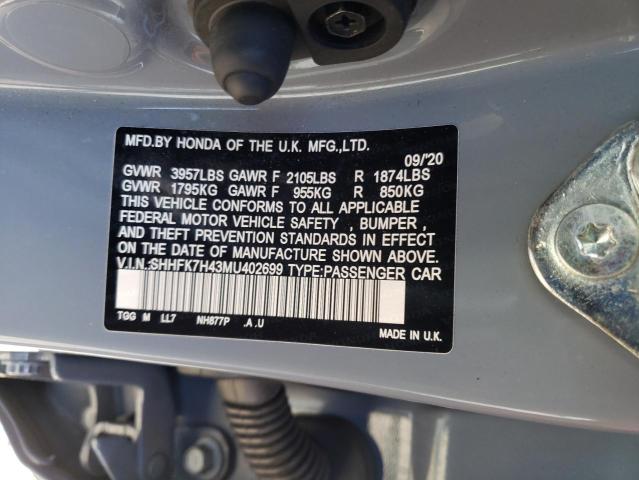 MFD.BY HONDA OF THE U.K. MFG.,LTD.
09/'20
GVWR 3957LBS GAWR F 2105LBS R 1874LBS
GVWR 1795KG GAWR F 955KG R 850KG
THIS VEHICLE CONFORMS TO ALL APPLICABLE
FEDERAL MOTOR VEHICLE SAFETY , BUMPER ,
AND THEFT PREVENTION STANDARDS IN EFFECT
ON THE DATE OF MANUFACTURE SHOWN ABOVE.
V.I.N.:SHHFK7H43MU402699 TYPE:PASSENGER CAR
TGG M LL7 NH877P .A .U
MADE IN U.K.